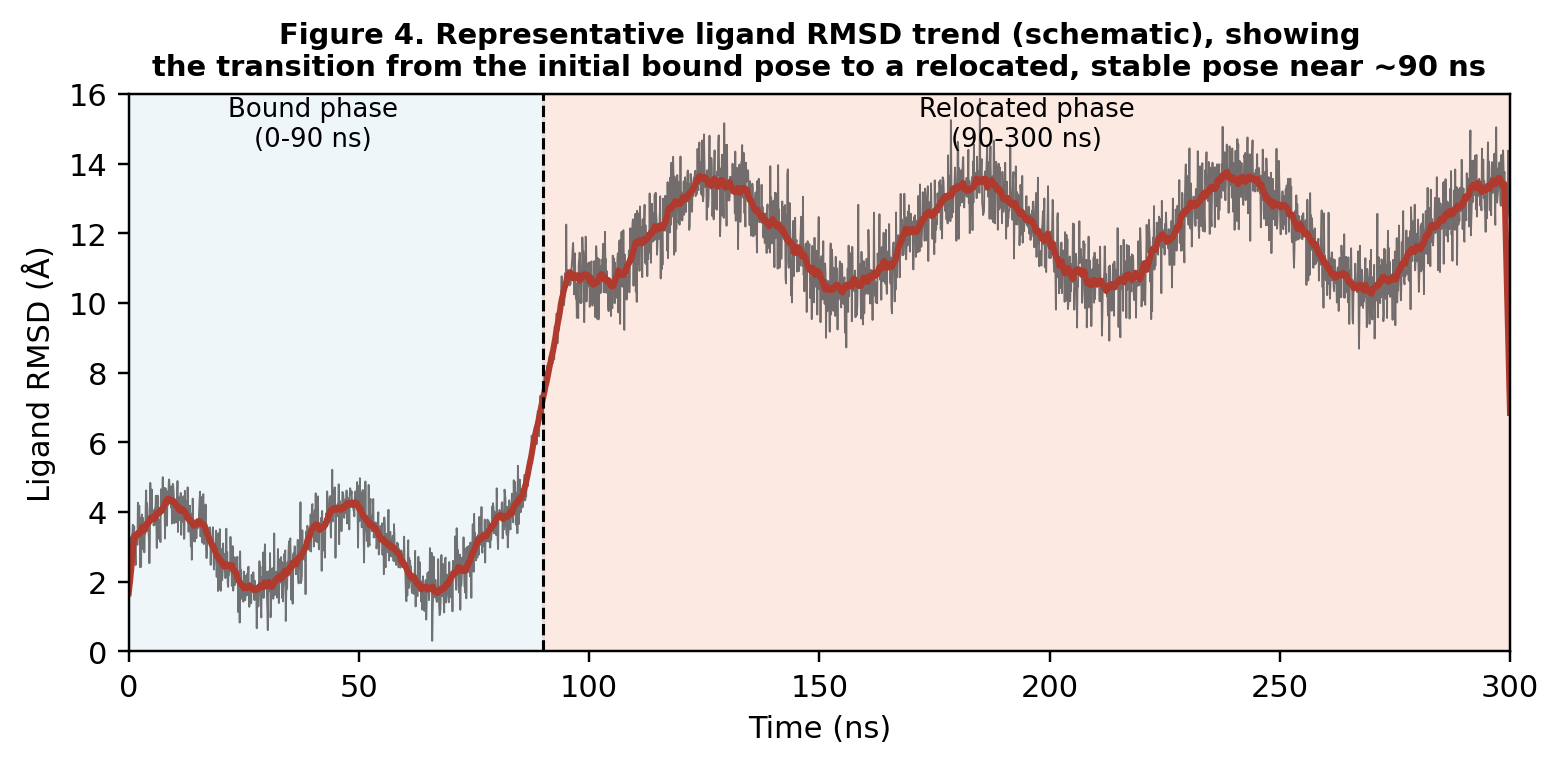 Figure 4. Representative ligand RMSD trend (schematic), showing
the transition from the initial bound pose to a relocated, stable pose near ~90 ns
16
Bound phase
(0-90 ns)
Relocated phase
(90-300 ns)
14
12
10
8
6
4
2
0
Ligand RMSD (Å)
0
50
100
150
200
250
300
Time (ns)